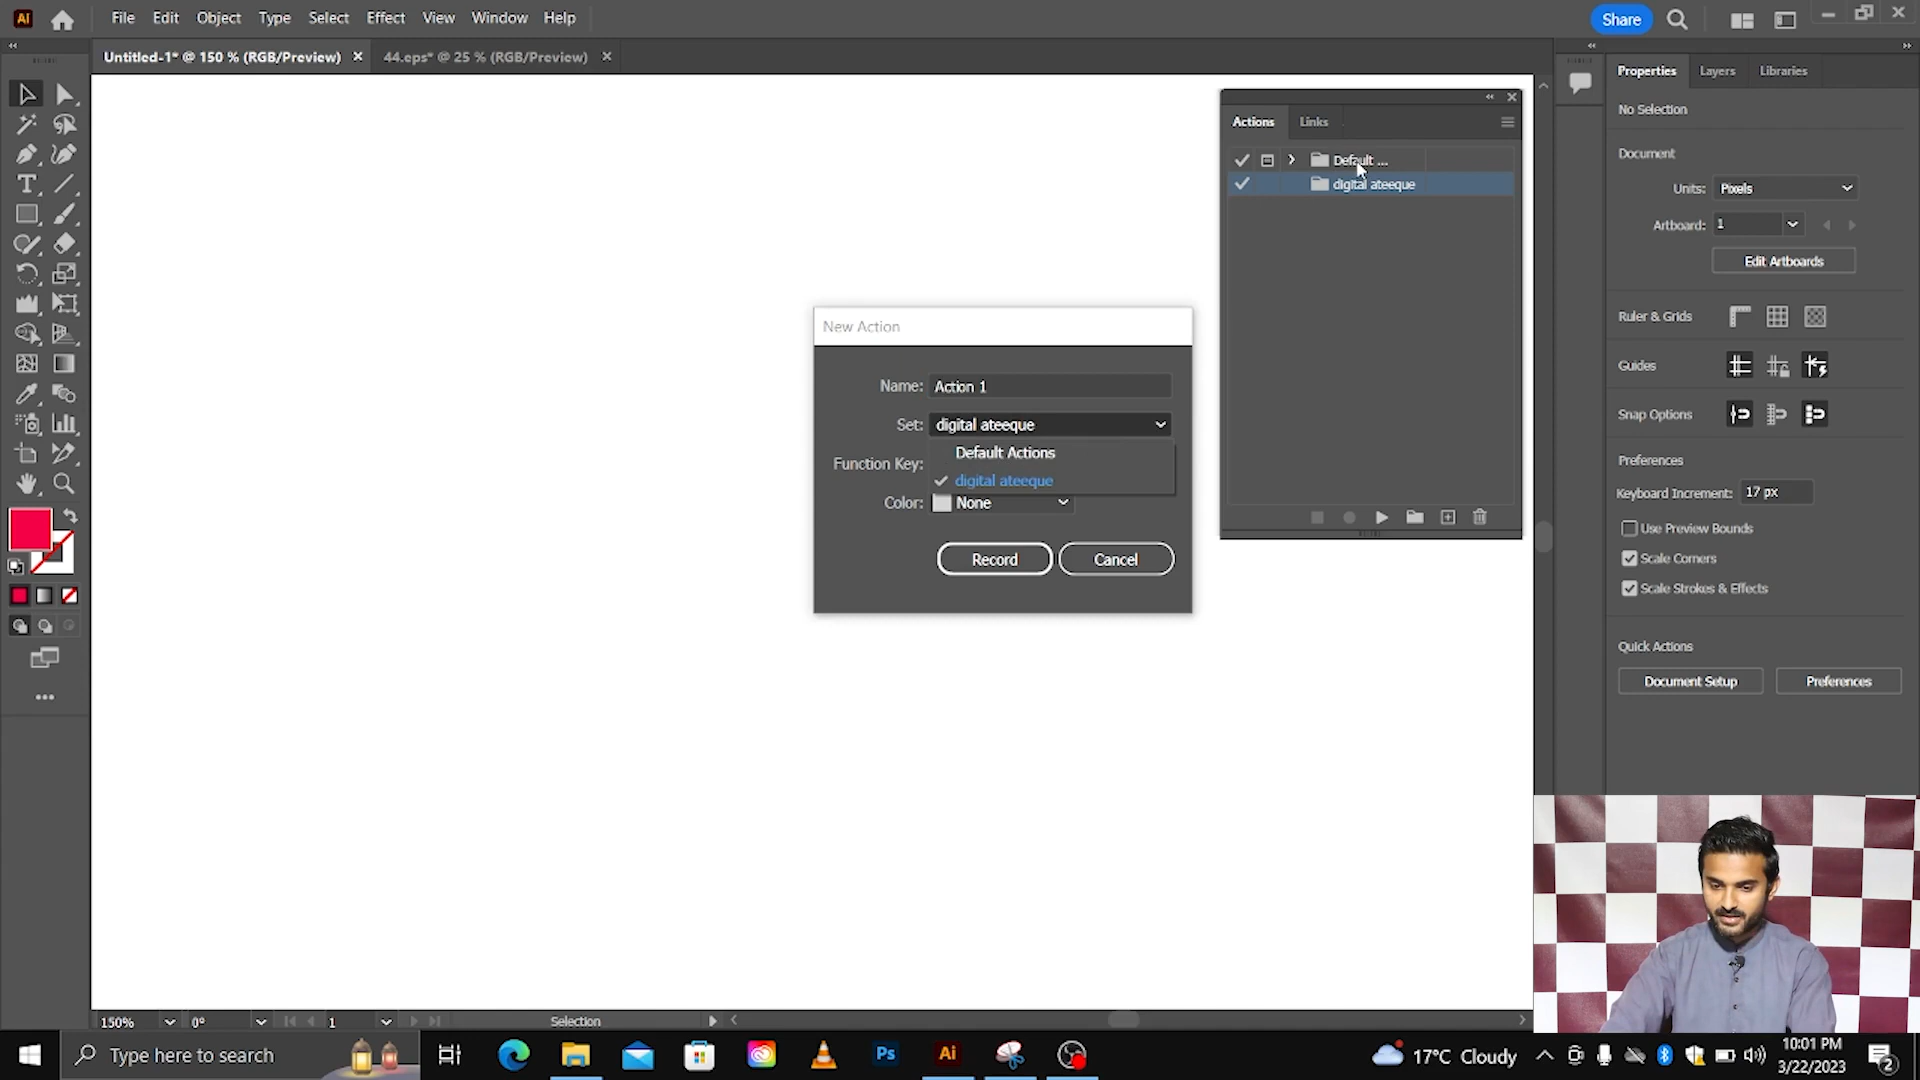 Ai File Edit Object Type Select Effect View Window Help Share
Untitled-1* @ 150 % (RGB/Preview) 44.eps* @ 25 % (RGB/Preview)
Actions Links
Default ...
digital ateeque
New Action
Name: Action 1
Set: digital ateeque
Default Actions
Function Key:
digital ateeque
Color: None
Record Cancel
Properties Layers Libraries
No Selection
Document
Units: Pixels
Artboard: 1
Edit Artboards
Ruler & Grids
Guides
Snap Options
Preferences
Keyboard Increment: 17 px
Use Preview Bounds
Scale Corners
Scale Strokes & Effects
Quick Actions
Document Setup Preferences
150% 0° 1 Selection
Type here to search Ps Ai 17°C Cloudy 10:01 PM
3/22/2023
2